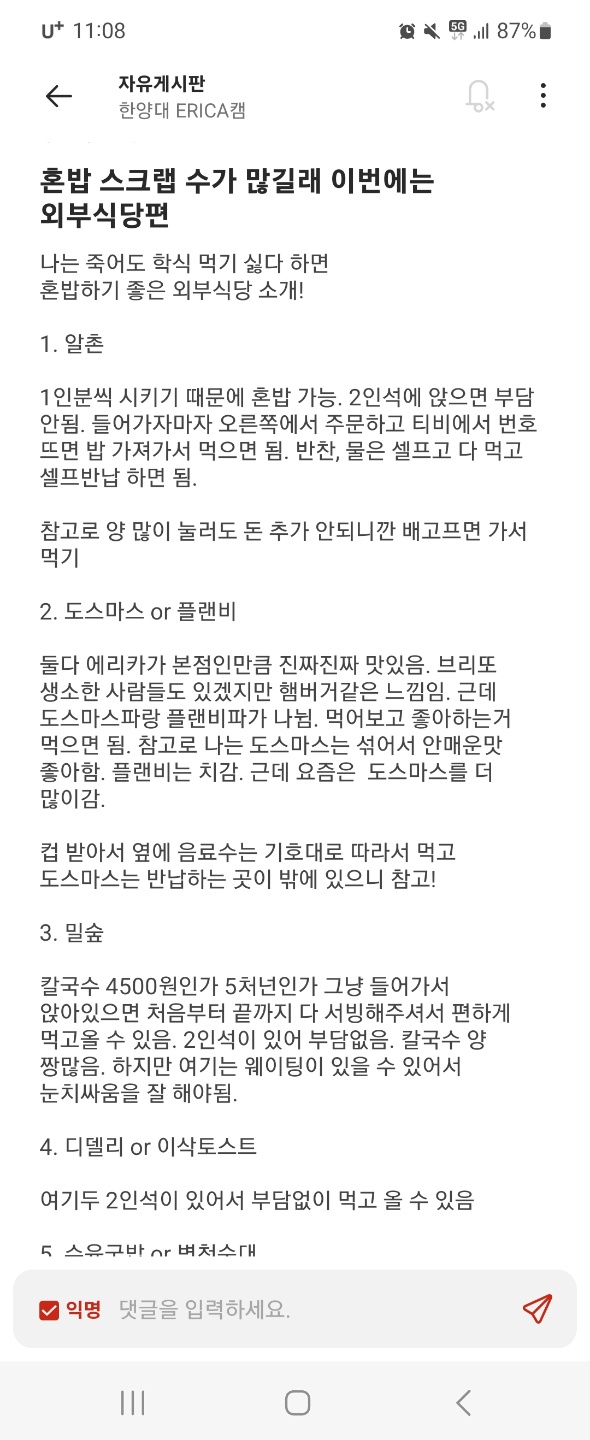 U+ 11:08 5G 87%
자유게시판
한양대 ERICA캠
혼밥 스크랩 수가 많길래 이번에는
외부식당편
나는 죽어도 학식 먹기 싫다 하면
혼밥하기 좋은 외부식당 소개!
1. 알촌
1인분씩 시키기 때문에 혼밥 가능. 2인석에 앉으면 부담
안됨. 들어가자마자 오른쪽에서 주문하고 티비에서 번호
뜨면 밥 가져가서 먹으면 됨. 반찬, 물은 셀프고 다 먹고
셀프반납 하면 됨.
참고로 양 많이 눌러도 돈 추가 안되니깐 배고프면 가서
먹기
2. 도스마스 or 플랜비
둘다 에리카가 본점인만큼 진짜진짜 맛있음. 브리또
생소한 사람들도 있겠지만 햄버거같은 느낌임. 근데
도스마스파랑 플랜비파가 나뉨. 먹어보고 좋아하는거
먹으면 됨. 참고로 나는 도스마스는 섞어서 안매운맛
좋아함. 플랜비는 치감. 근데 요즘은 도스마스를 더
많이감.
컵 받아서 옆에 음료수는 기호대로 따라서 먹고
도스마스는 반납하는 곳이 밖에 있으니 참고!
3. 밀숲
칼국수 4500원인가 5처넌인가 그냥 들어가서
앉아있으면 처음부터 끝까지 다 서빙해주셔서 편하게
먹고올 수 있음. 2인석이 있어 부담없음. 칼국수 양
짱많음. 하지만 여기는 웨이팅이 있을 수 있어서
눈치싸움을 잘 해야됨.
4. 디델리 or 이삭토스트
여기두 2인석이 있어서 부담없이 먹고 올 수 있음
5. or
익명 댓글을 입력하세요.